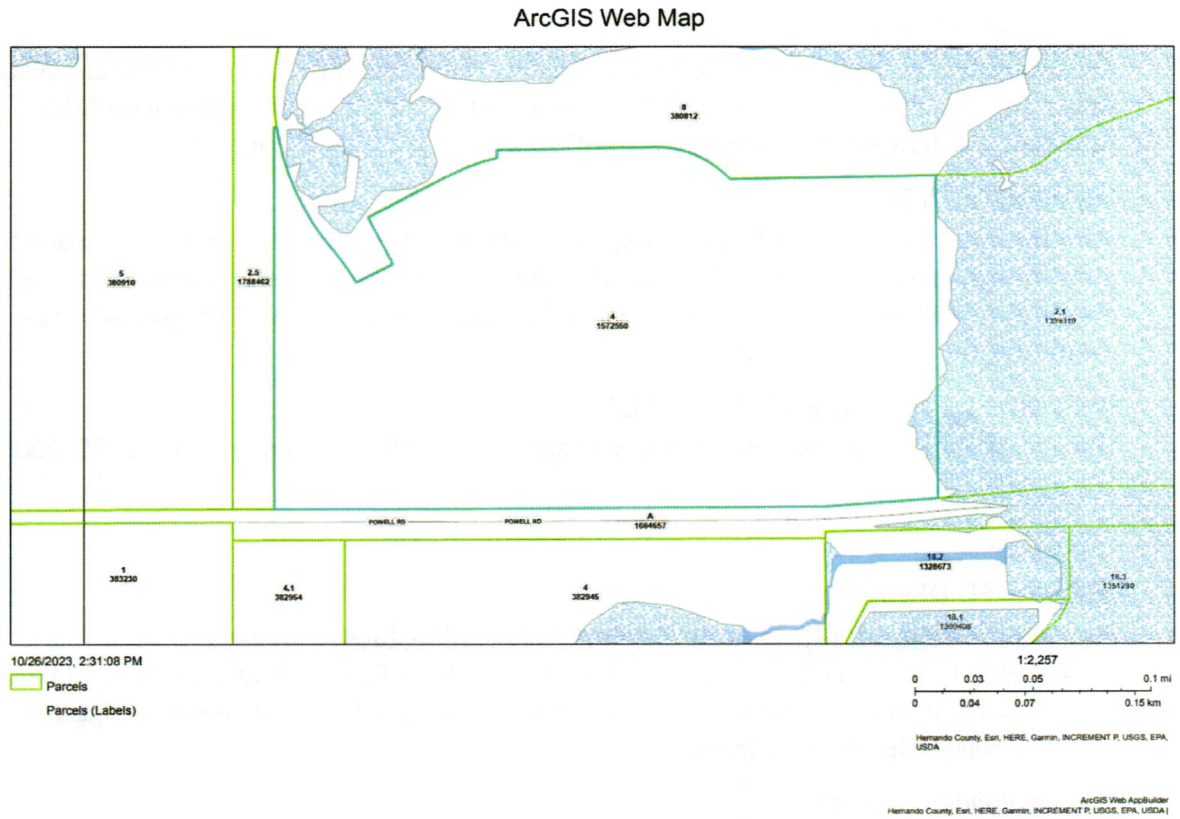 ArcGIS Web Map
8
380812
5
380910
2.5
1788462
4
1572550
2.1
1399319
POWELL RD
POWELL RD
A
1664657
1
383230
4.1
382954
4
382945
18.2
1328673
18.3
1351290
18.1
1309408
10/26/2023, 2:31:08 PM
Parcels
Parcels (Labels)
1:2,257
0 0.03 0.05 0.1 mi
0 0.04 0.07 0.15 km
Hernando County, Esri, HERE, Garmin, INCREMENT P, USGS, EPA,
USDA
ArcGIS Web AppBuilder
Hernando County, Esri, HERE, Garmin, INCREMENT P, USGS, EPA, USDA |